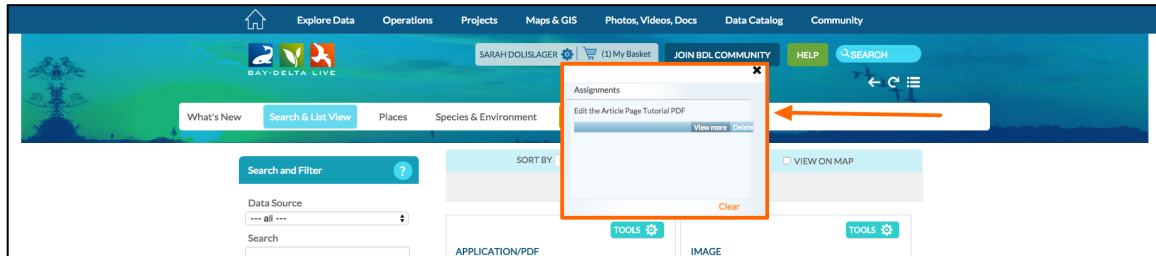 Explore Data Operations Projects Maps & GIS Photos, Videos, Docs Data Catalog Community
BAY-DELTA LIVE
SARAH DOLISLAGER (1) My Basket JOIN BDL COMMUNITY HELP SEARCH
What's New Search & List View Places Species & Environment
Assignments
Edit the Article Page Tutorial PDF
View more Delete
Clear
Search and Filter ?
Data Source
--- all ---
Search
SORT BY VIEW ON MAP
TOOLS
APPLICATION/PDF
TOOLS
IMAGE